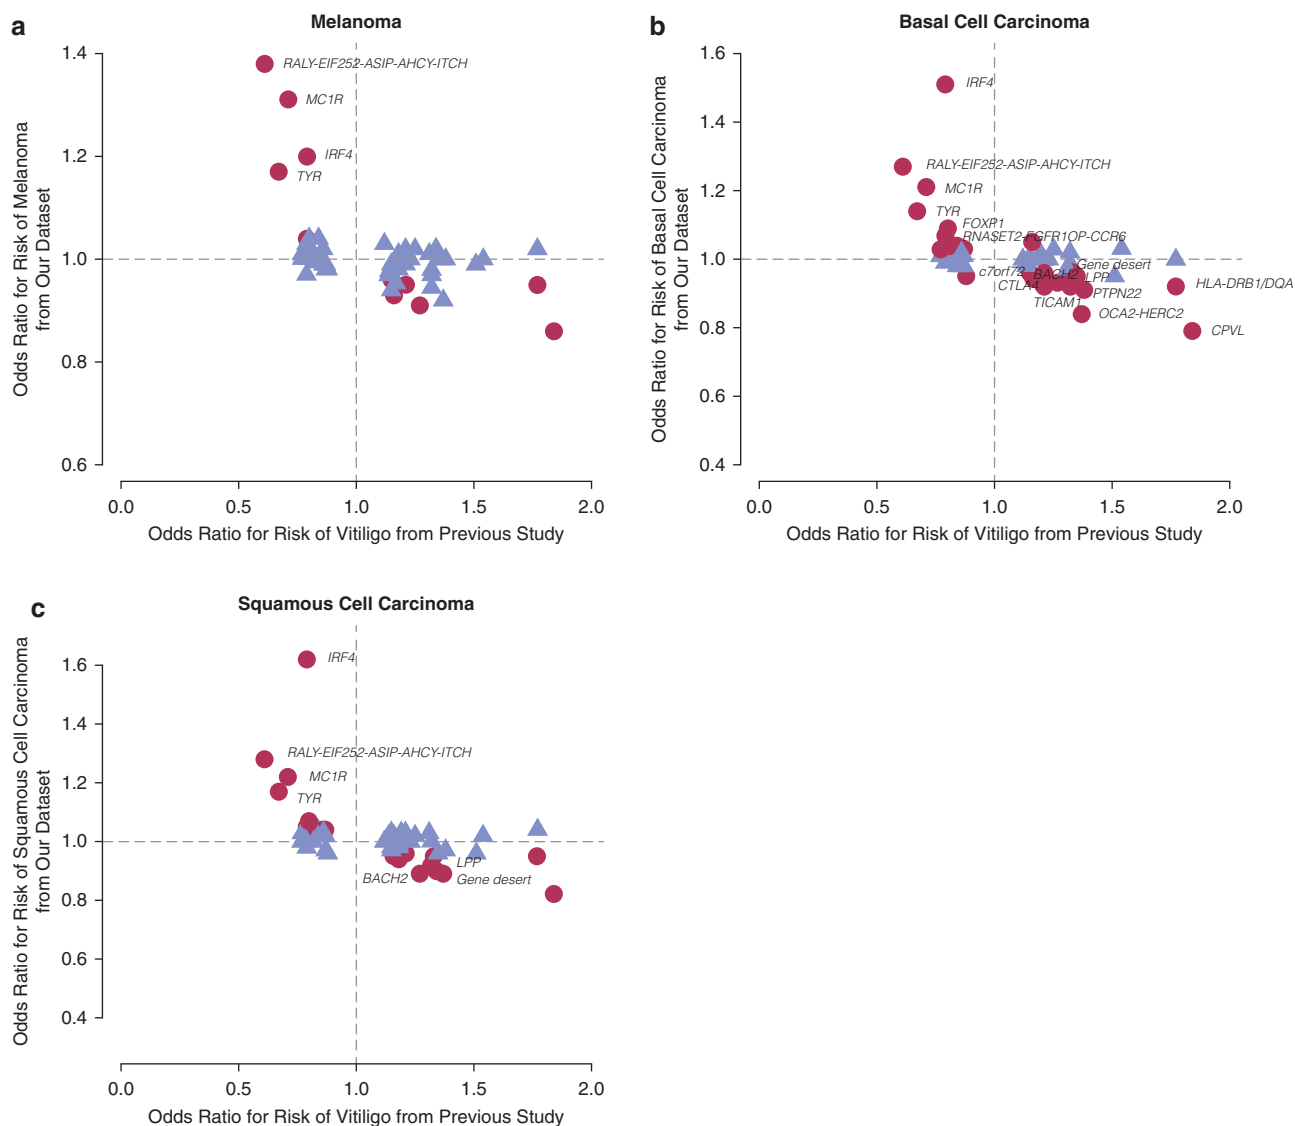 a
Melanoma
1.4
1.2
1.0
0.8
0.6
Odds Ratio for Risk of Melanoma
from Our Dataset
RALY-EIF252-ASIP-AHCY-ITCH
MC1R
IRF4
TYR
0.0
0.5
1.0
1.5
2.0
Odds Ratio for Risk of Vitiligo from Previous Study
b
Basal Cell Carcinoma
1.6
1.4
1.2
1.0
0.8
0.6
0.4
Odds Ratio for Risk of Basal Cell Carcinoma
from Our Dataset
IRF4
RALY-EIF252-ASIP-AHCY-ITCH
MC1R
TYR
FOXP1
RNASET2-FGFR1OP-CCR6
Gene desert
c7orf72
BACH2
LPP
CTLA4
HLA-DRB1/DQA
PTPN22
TICAM1
OCA2-HERC2
CPVL
0.0
0.5
1.0
1.5
2.0
Odds Ratio for Risk of Vitiligo from Previous Study
c
Squamous Cell Carcinoma
1.6
1.4
1.2
1.0
0.8
0.6
0.4
Odds Ratio for Risk of Squamous Cell Carcinoma
from Our Dataset
IRF4
RALY-EIF252-ASIP-AHCY-ITCH
MC1R
TYR
LPP
BACH2
Gene desert
0.0
0.5
1.0
1.5
2.0
Odds Ratio for Risk of Vitiligo from Previous Study